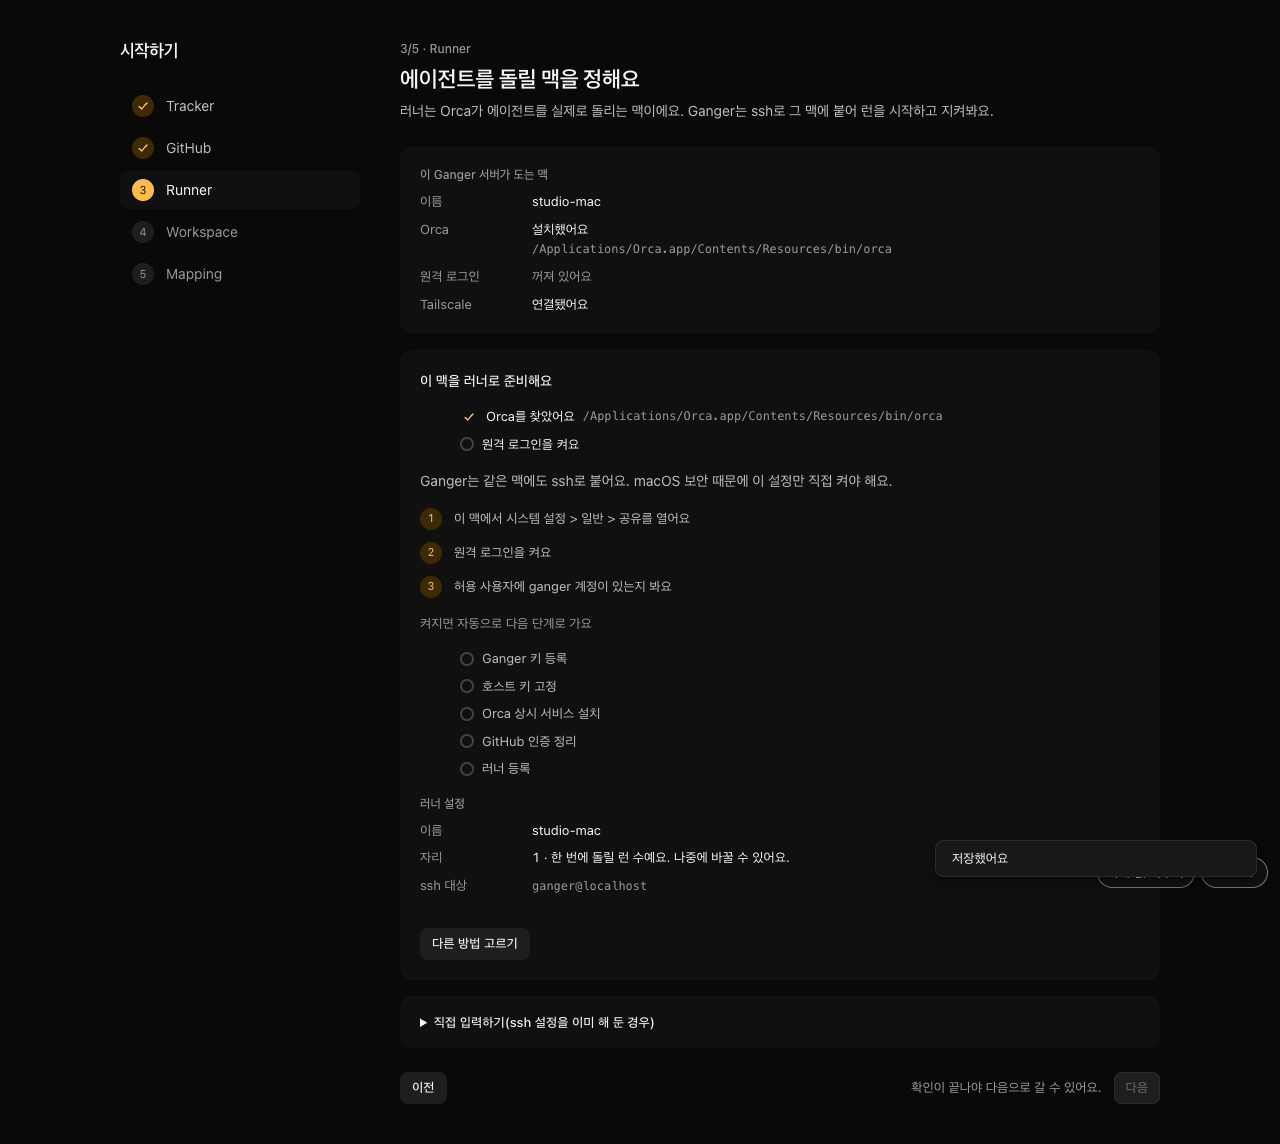 시작하기
Tracker
GitHub
3 Runner
4 Workspace
5 Mapping
3/5 · Runner
에이전트를 돌릴 맥을 정해요
러너는 Orca가 에이전트를 실제로 돌리는 맥이에요. Ganger는 ssh로 그 맥에 붙어 런을 시작하고 지켜봐요.
이 Ganger 서버가 도는 맥
이름 studio-mac
Orca 설치했어요
/Applications/Orca.app/Contents/Resources/bin/orca
원격 로그인 꺼져 있어요
Tailscale 연결됐어요
이 맥을 러너로 준비해요
Orca를 찾았어요 /Applications/Orca.app/Contents/Resources/bin/orca
원격 로그인을 켜요
Ganger는 같은 맥에도 ssh로 붙어요. macOS 보안 때문에 이 설정만 직접 켜야 해요.
1 이 맥에서 시스템 설정 > 일반 > 공유를 열어요
2 원격 로그인을 켜요
3 허용 사용자에 ganger 계정이 있는지 봐요
켜지면 자동으로 다음 단계로 가요
Ganger 키 등록
호스트 키 고정
Orca 상시 서비스 설치
GitHub 인증 정리
러너 등록
러너 설정
이름 studio-mac
자리 1 · 한 번에 돌릴 런 수예요. 나중에 바꿀 수 있어요.
저장했어요
ssh 대상 ganger@localhost
다른 방법 고르기
▶ 직접 입력하기(ssh 설정을 이미 해 둔 경우)
이전
확인이 끝나야 다음으로 갈 수 있어요. 다음